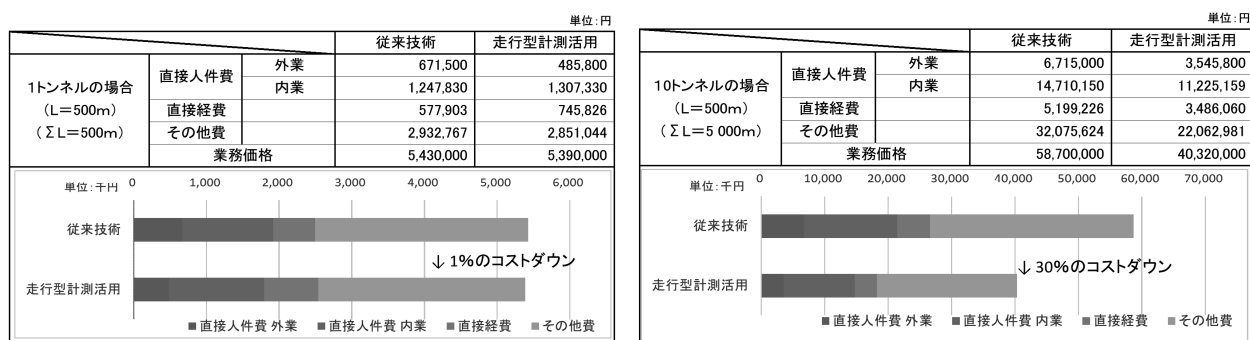 単位：円
従来技術 走行型計測活用
1トンネルの場合
（L＝500m）
（ΣL＝500m）
直接人件費 外業 671,500 485,800
内業 1,247,830 1,307,330
直接経費 577,903 745,826
その他費 2,932,767 2,851,044
業務価格 5,430,000 5,390,000
単位：千円 0 1,000 2,000 3,000 4,000 5,000 6,000
従来技術
↓ 1%のコストダウン
走行型計測活用
■直接人件費 外業 ■直接人件費 内業 ■直接経費 ■その他費
単位：円
従来技術 走行型計測活用
10トンネルの場合
（L＝500m）
（ΣL＝5 000m）
直接人件費 外業 6,715,000 3,545,800
内業 14,710,150 11,225,159
直接経費 5,199,226 3,486,060
その他費 32,075,624 22,062,981
業務価格 58,700,000 40,320,000
単位：千円 0 10,000 20,000 30,000 40,000 50,000 60,000 70,000
従来技術
↓ 30%のコストダウン
走行型計測活用
■直接人件費 外業 ■直接人件費 内業 ■直接経費 ■その他費